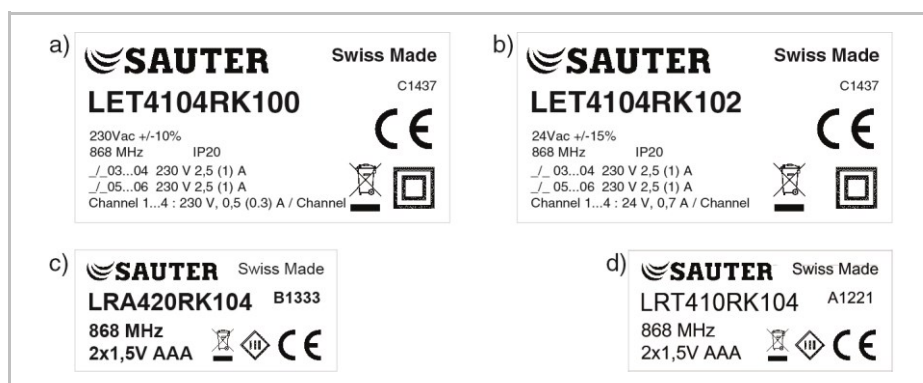 a)
SAUTER Swiss Made
C1437
LET4104RK100
CE
230Vac +/-10%
868 MHz IP20
_/_ 03...04 230 V 2,5 (1) A
_/_ 05...06 230 V 2,5 (1) A
Channel 1...4 : 230 V, 0,5 (0.3) A / Channel
b)
SAUTER Swiss Made
C1437
LET4104RK102
CE
24Vac +/-15%
868 MHz IP20
_/_ 03...04 230 V 2,5 (1) A
_/_ 05...06 230 V 2,5 (1) A
Channel 1...4 : 24 V, 0,7 A / Channel
c)
SAUTER Swiss Made
LRA420RK104 B1333
868 MHz
2x1,5V AAA III CE
d)
SAUTER Swiss Made
LRT410RK104 A1221
868 MHz
2x1,5V AAA III CE